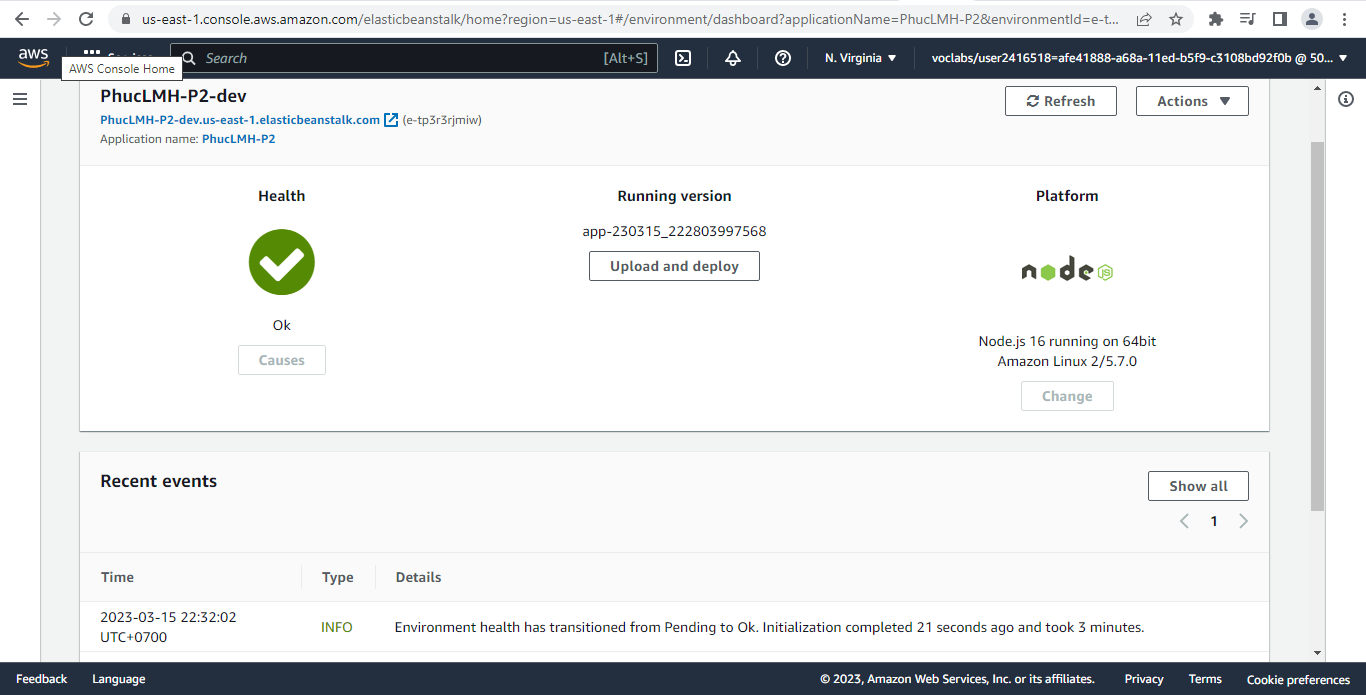 us-east-1.console.aws.amazon.com/elasticbeanstalk/home?region=us-east-1#/environment/dashboard?applicationName=PhucLMH-P2&environmentId=e-t...
aws
Search
[Alt+S]
N. Virginia
voclabs/user2416518=afe41888-a68a-11ed-b5f9-c3108bd92f0b @ 50...
AWS Console Home
PhucLMH-P2-dev
Refresh
Actions
PhucLMH-P2-dev.us-east-1.elasticbeanstalk.com (e-tp3r3rjmiw)
Application name: PhucLMH-P2
Health
Running version
Platform
app-230315_222803997568
Upload and deploy
node JS
Ok
Node.js 16 running on 64bit
Amazon Linux 2/5.7.0
Causes
Change
Recent events
Show all
1
Time
Type
Details
2023-03-15 22:32:02
UTC+0700
INFO
Environment health has transitioned from Pending to Ok. Initialization completed 21 seconds ago and took 3 minutes.
Feedback
Language
© 2023, Amazon Web Services, Inc. or its affiliates.
Privacy
Terms
Cookie preferences